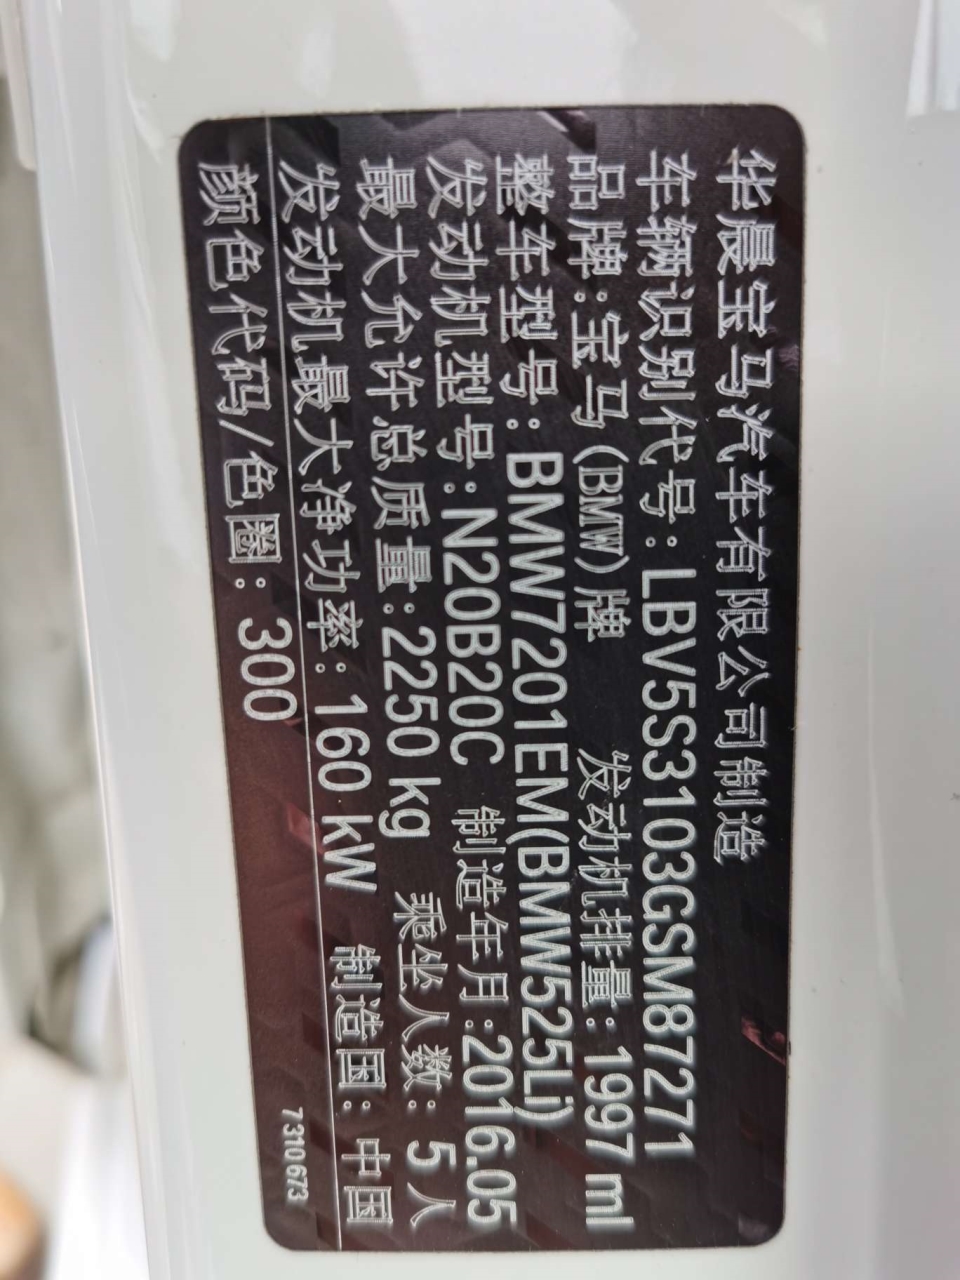 华晨宝马汽车有限公司制造
车辆识别代号:LBV5S3103GSM87271
品牌:宝马(BMW)牌 发动机排量:1997 ml
整车型号:BMW7201EM(BMW525Li)
发动机型号:N20B20C 制造年月:2016.05
最大允许总质量:2250 kg 乘坐人数:5人
发动机最大净功率:160 kW 制造国:中国
颜色代码/色圈:300
7310673